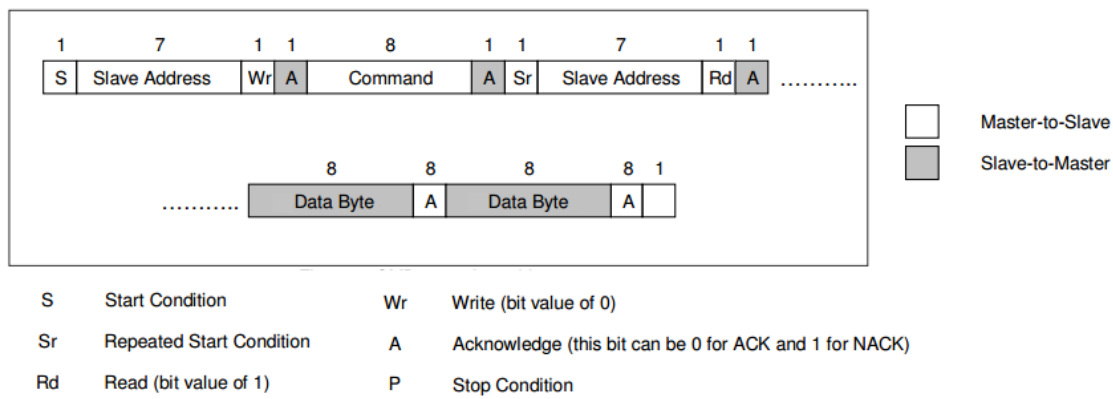 1 7 1 1 8 1 1 7 1 1
S Slave Address Wr A Command A Sr Slave Address Rd A ...........
Master-to-Slave
Slave-to-Master
8 8 8 8 1
........... Data Byte A Data Byte A
S Start Condition Wr Write (bit value of 0)
Sr Repeated Start Condition A Acknowledge (this bit can be 0 for ACK and 1 for NACK)
Rd Read (bit value of 1) P Stop Condition